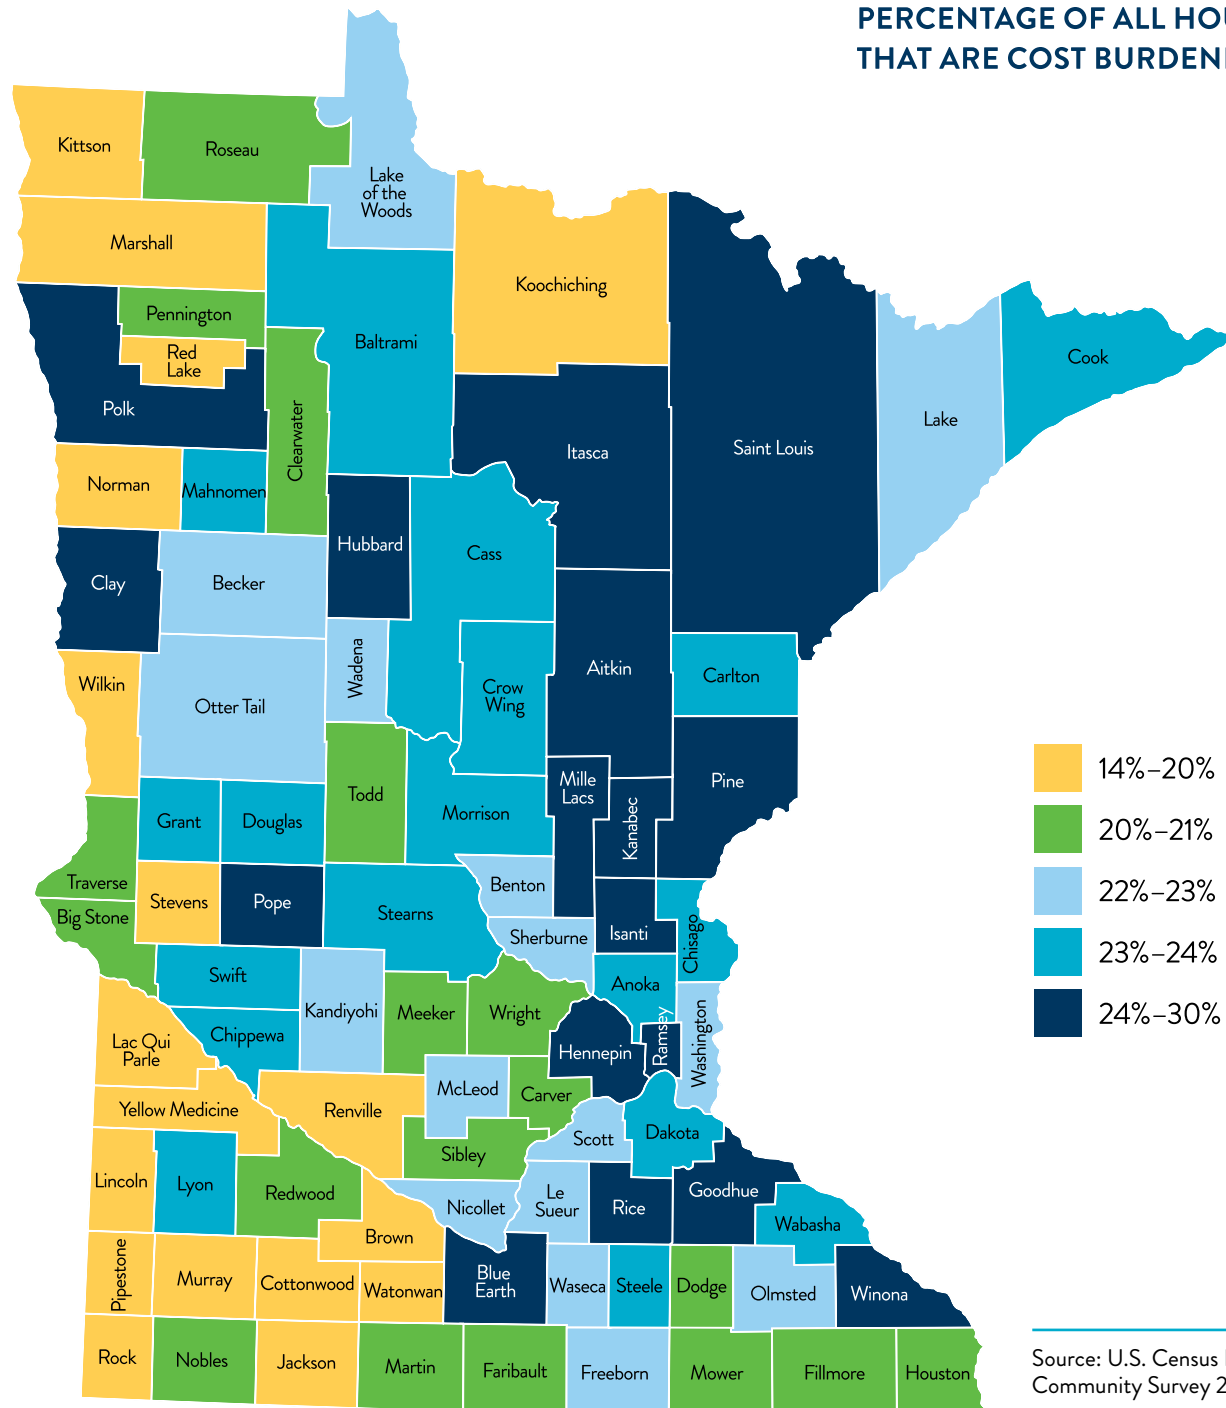 PERCENTAGE OF ALL
THAT ARE COST
Kittson
Roseau
Lake
of the
Woods
Marshall
Koochiching
Pennington
Baltrami
Red
Lake
Cook
Polk
Clearwater
Lake
Itasca
Saint Louis
Norman
Mahnomen
Hubbard
Cass
Clay
Becker
Wadena
Aitkin
Carlton
Wilkin
Otter Tail
Crow
Wing
14%–20%
Mille
Lacs
Pine
Todd
Morrison
Kanabec
Grant
Douglas
20%–21%
Traverse
Benton
22%–23%
Stevens
Pope
Stearns
Big Stone
Sherburne
Isanti
Chisago
23%–24%
Swift
Anoka
Kandiyohi
Meeker
Wright
24%–30%
Chippewa
Lac Qui
Parle
Hennepin
Ramsey
Washington
McLeod
Carver
Yellow Medicine
Renville
Scott
Dakota
Sibley
Lincoln
Lyon
Redwood
Nicollet
Le
Sueur
Rice
Goodhue
Wabasha
Brown
Pipestone
Murray
Cottonwood
Watonwan
Blue
Earth
Waseca
Steele
Dodge
Olmsted
Winona
Rock
Nobles
Jackson
Martin
Faribault
Freeborn
Mower
Fillmore
Houston
Source: U.S. Census
Community Survey 2